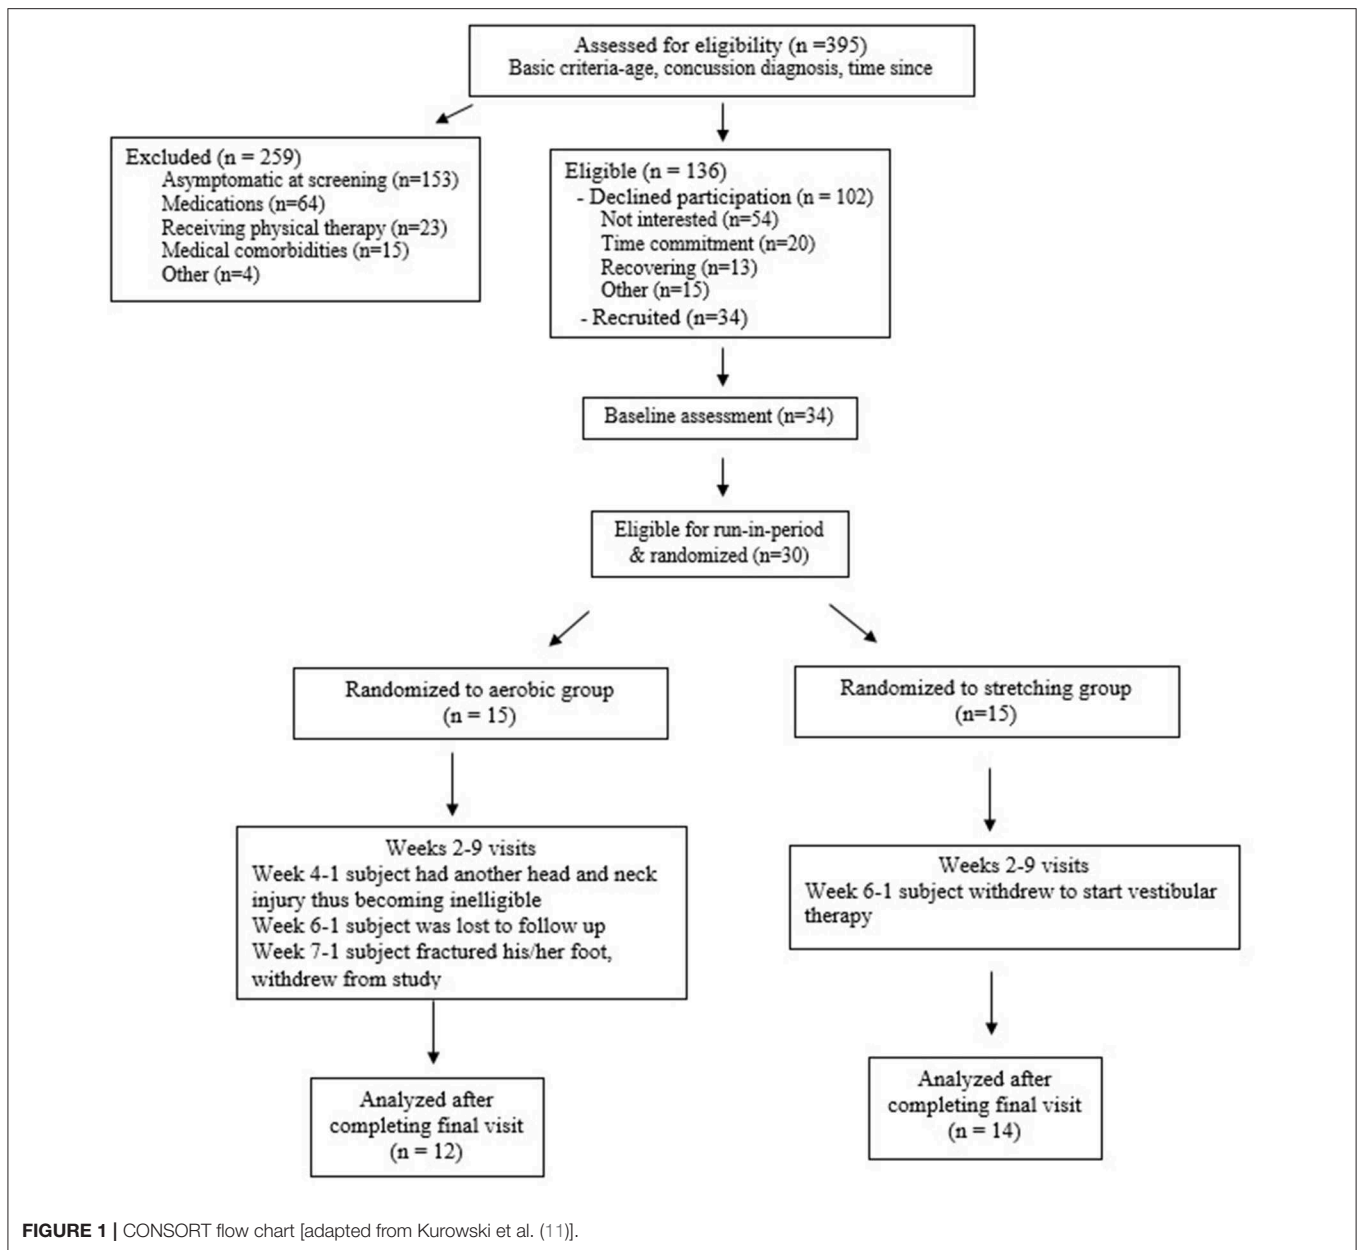 Assessed for eligibility (n =395)
Basic criteria-age, concussion diagnosis, time since
Excluded (n = 259)
Asymptomatic at screening (n=153)
Medications (n=64)
Receiving physical therapy (n=23)
Medical comorbidities (n=15)
Other (n=4)
Eligible (n = 136)
- Declined participation (n = 102)
Not interested (n=54)
Time commitment (n=20)
Recovering (n=13)
Other (n=15)
- Recruited (n=34)
Baseline assessment (n=34)
Eligible for run-in-period
& randomized (n=30)
Randomized to aerobic group
(n = 15)
Randomized to stretching group
(n=15)
Weeks 2-9 visits
Week 4-1 subject had another head and neck
injury thus becoming inelligible
Week 6-1 subject was lost to follow up
Week 7-1 subject fractured his/her foot,
withdrew from study
Weeks 2-9 visits
Week 6-1 subject withdrew to start vestibular
therapy
Analyzed after
completing final visit
(n = 12)
Analyzed after
completing final visit
(n = 14)
FIGURE 1 | CONSORT flow chart [adapted from Kurowski et al. (11)].